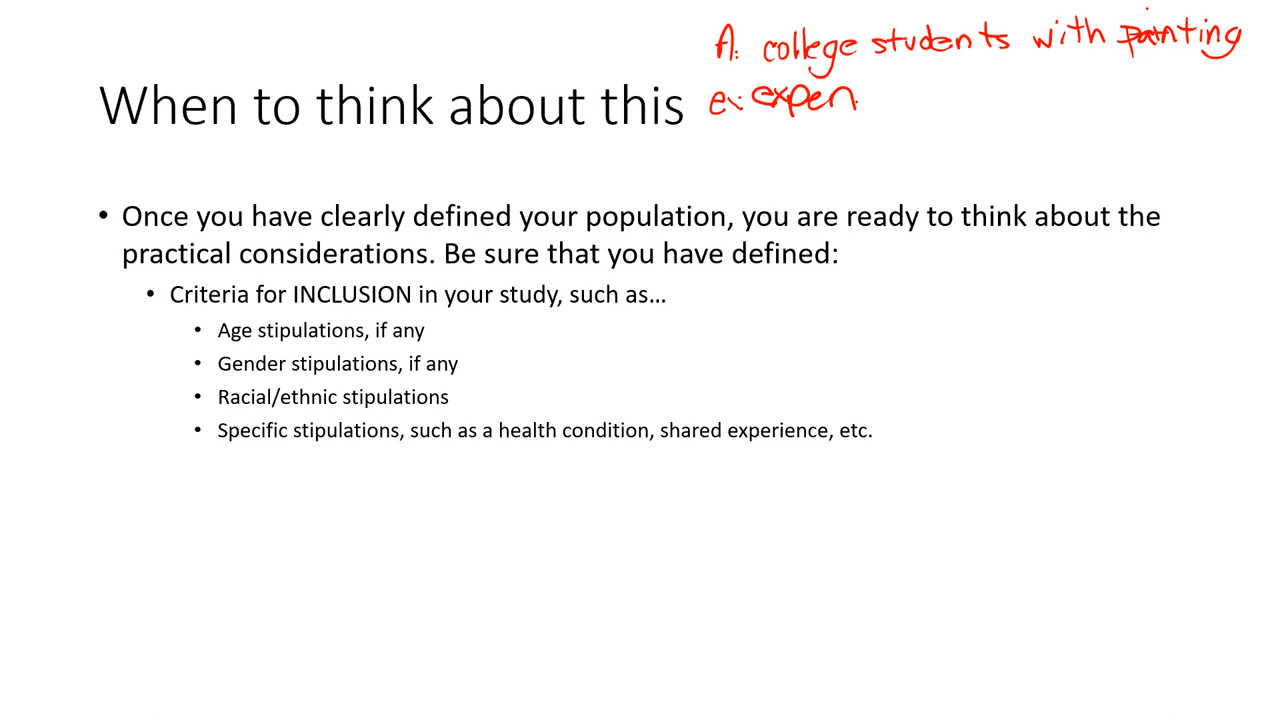 A: college students with painting
ex: experi
When to think about this
• Once you have clearly defined your population, you are ready to think about the
practical considerations. Be sure that you have defined:
• Criteria for INCLUSION in your study, such as…
• Age stipulations, if any
• Gender stipulations, if any
• Racial/ethnic stipulations
• Specific stipulations, such as a health condition, shared experience, etc.